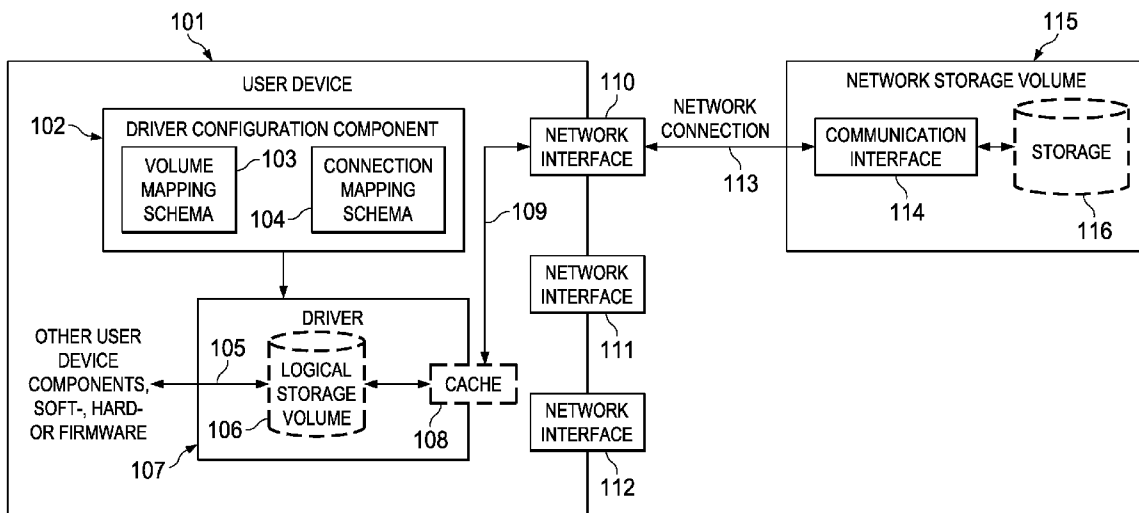 101
USER DEVICE
102
DRIVER CONFIGURATION COMPONENT
VOLUME
MAPPING
SCHEMA
103
CONNECTION
MAPPING
SCHEMA
104
110
NETWORK
INTERFACE
109
NETWORK
CONNECTION
113
115
NETWORK STORAGE VOLUME
COMMUNICATION
INTERFACE
114
STORAGE
116
NETWORK
INTERFACE
111
DRIVER
OTHER USER
DEVICE
COMPONENTS,
SOFT-, HARD-
OR FIRMWARE
105
LOGICAL
STORAGE
VOLUME
106
CACHE
108
107
NETWORK
INTERFACE
112